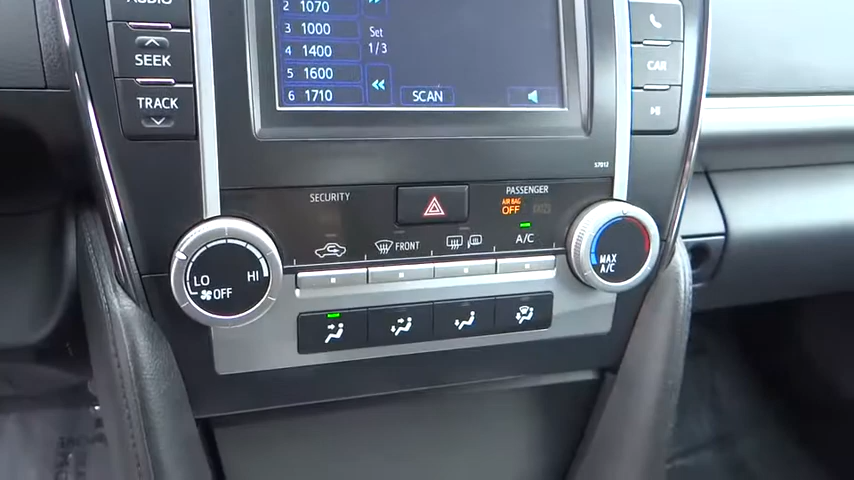 AUDIO
2 1070
3 1000
4 1400
5 1600
6 1710
Set
1/3
SCAN
SEEK
TRACK
CAR
57012
SECURITY
PASSENGER
AIR BAG
OFF
FRONT
A/C
LO
HI
OFF
MAX
A/C